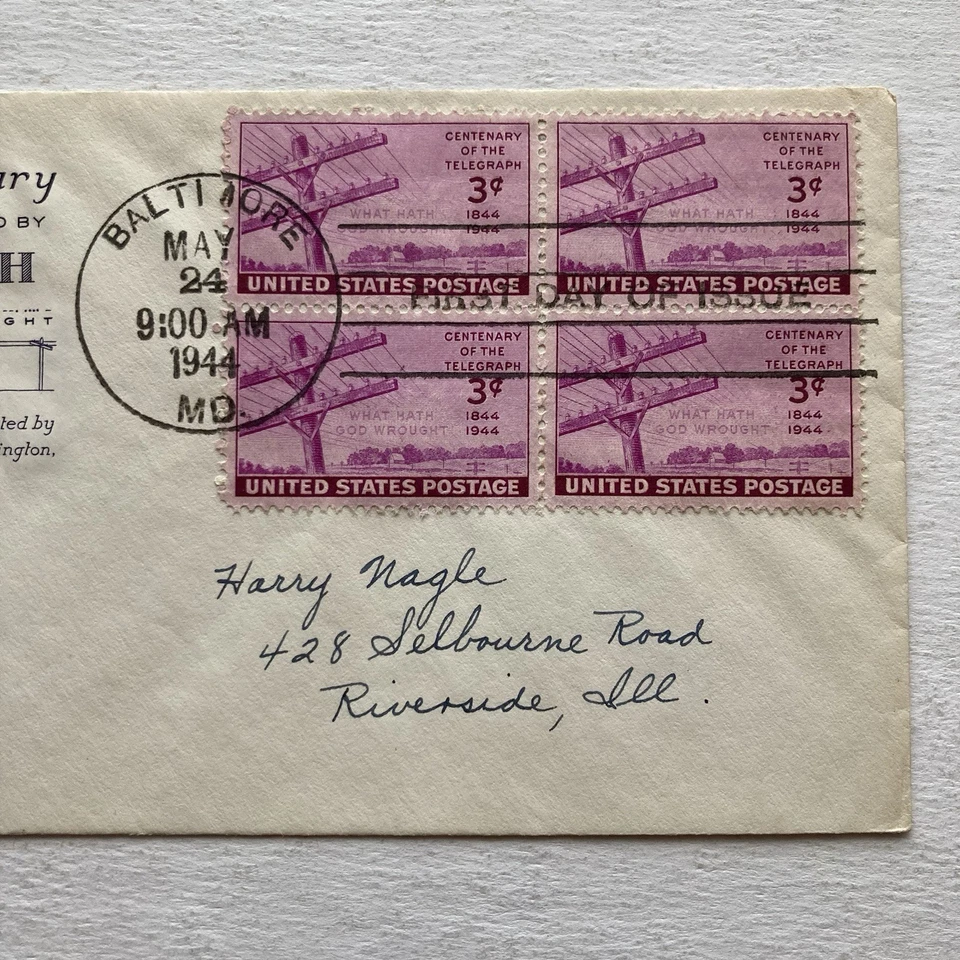 ary
D BY
H
GHT
ted by
ington,
BALTIMORE
MAY
24
9:00 AM
1944
MD.
CENTENARY
OF THE
TELEGRAPH
3¢
WHAT HATH
GOD WROUGHT
1844
1944
UNITED STATES POSTAGE
CENTENARY
OF THE
TELEGRAPH
3¢
WHAT HATH
GOD WROUGHT
1844
1944
UNITED STATES POSTAGE
FIRST DAY OF ISSUE
CENTENARY
OF THE
TELEGRAPH
3¢
WHAT HATH
GOD WROUGHT
1844
1944
UNITED STATES POSTAGE
CENTENARY
OF THE
TELEGRAPH
3¢
WHAT HATH
GOD WROUGHT
1844
1944
UNITED STATES POSTAGE
Harry Nagle
428 Selbourne Road
Riverside, Ill.